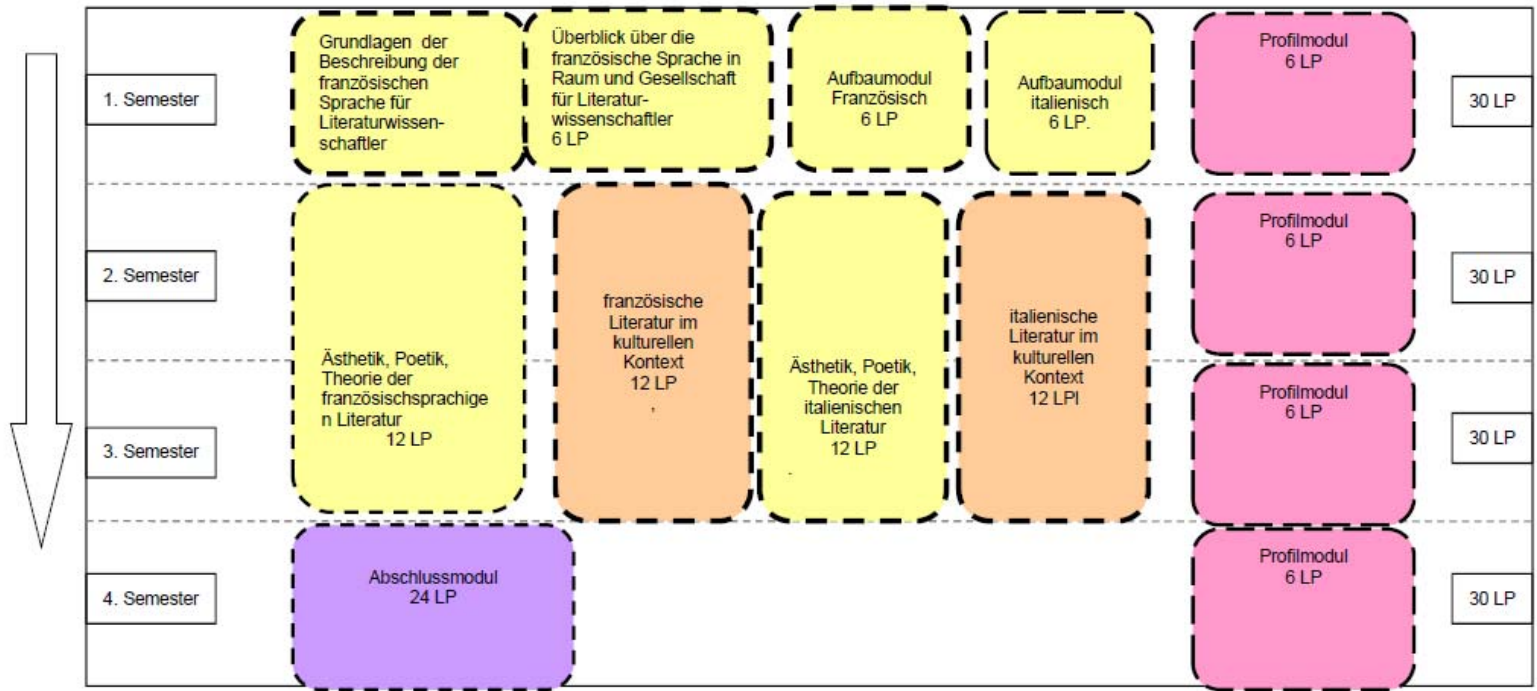 1. Semester
Grundlagen der
Beschreibung der
französischen
Sprache für
Literaturwissen-
schaftler
Überblick über die
französische Sprache in
Raum und Gesellschaft
für Literatur-
wissenschaftler
6 LP
Aufbaumodul
Französisch
6 LP
Aufbaumodul
italienisch
6 LP.
Profilmodul
6 LP
30 LP
2. Semester
3. Semester
Ästhetik, Poetik,
Theorie der
französischsprachige
n Literatur
12 LP
französische
Literatur im
kulturellen
Kontext
12 LP
,
Ästhetik, Poetik,
Theorie der
italienischen
Literatur
12 LP
.
italienische
Literatur im
kulturellen
Kontext
12 LPI
Profilmodul
6 LP
30 LP
Profilmodul
6 LP
30 LP
4. Semester
Abschlussmodul
24 LP
Profilmodul
6 LP
30 LP